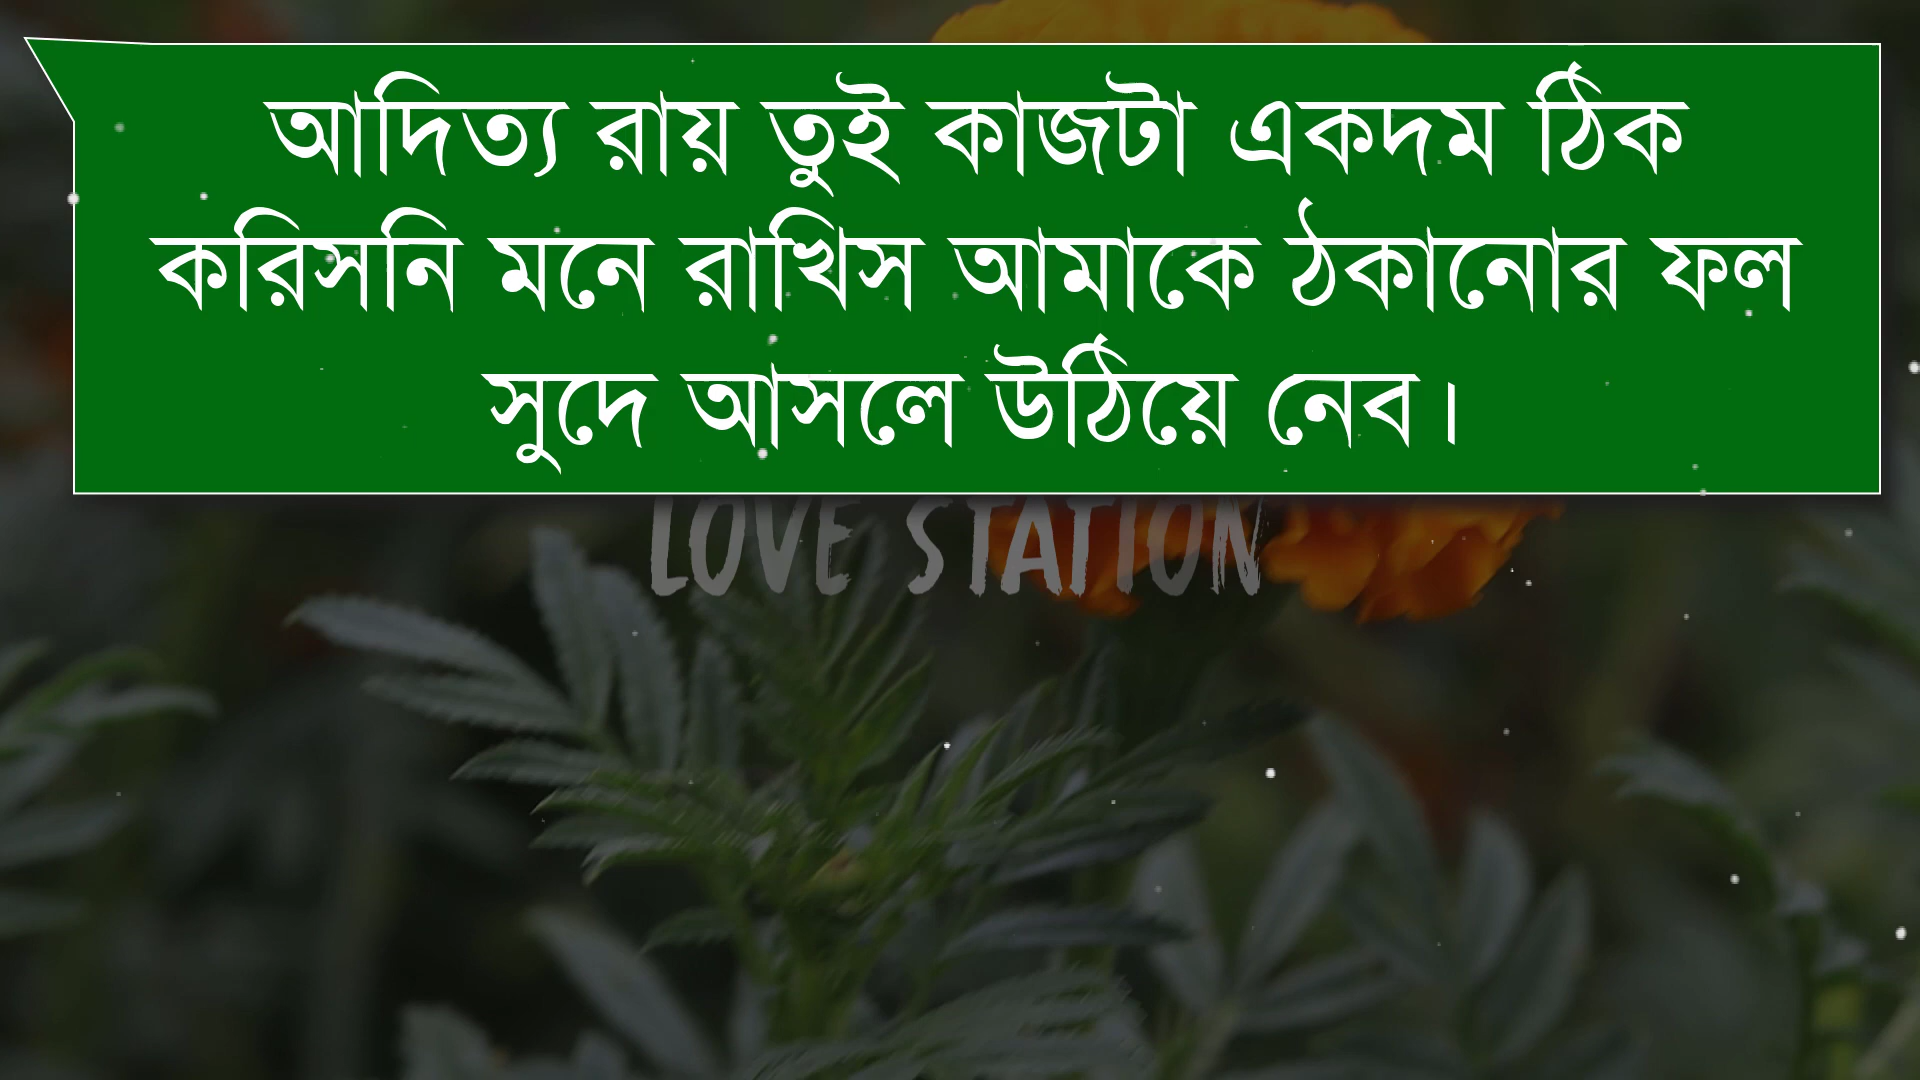 আদিত্য রায় তুই কাজটা একদম ঠিক
করিসনি মনে রাখিস আমাকে ঠকানোর ফল
সুদে আসলে উঠিয়ে নেব।
LOVE STATION